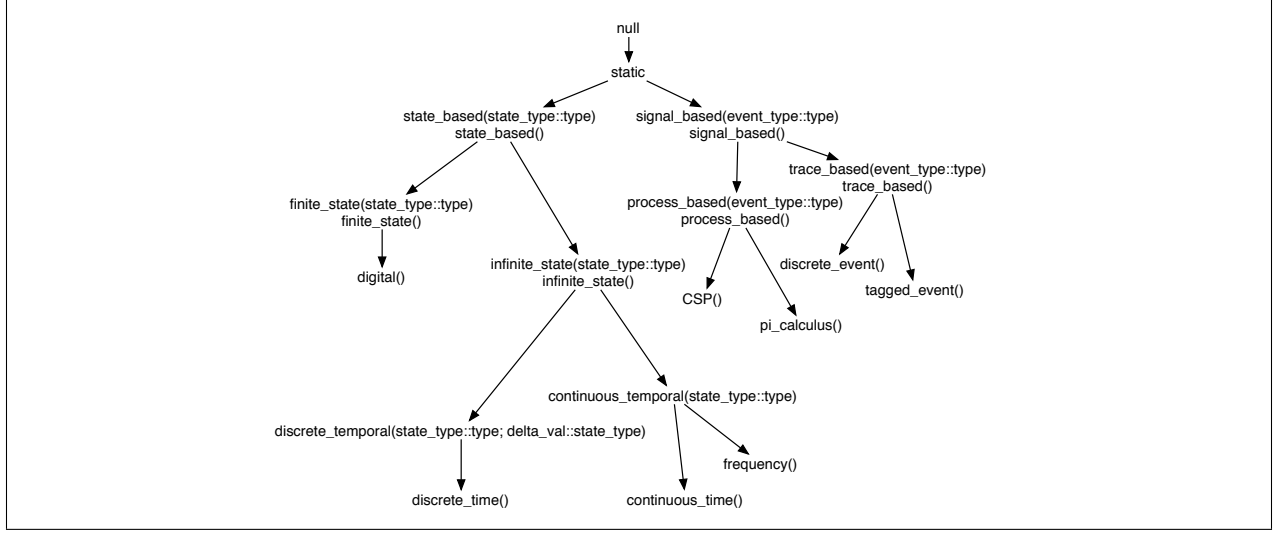 null
static
state_based(state_type::type)
state_based()
signal_based(event_type::type)
signal_based()
trace_based(event_type::type)
trace_based()
finite_state(state_type::type)
finite_state()
process_based(event_type::type)
process_based()
digital()
infinite_state(state_type::type)
infinite_state()
discrete_event()
tagged_event()
CSP()
pi_calculus()
continuous_temporal(state_type::type)
discrete_temporal(state_type::type; delta_val::state_type)
frequency()
discrete_time()
continuous_time()